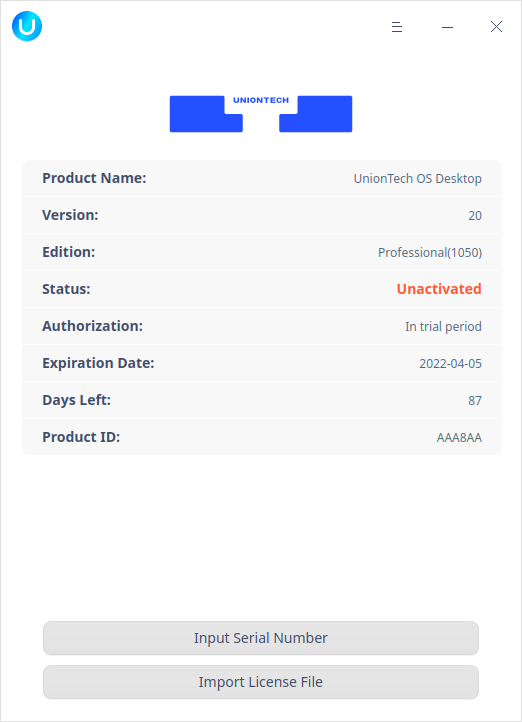 UNIONTECH
Product Name: UnionTech OS Desktop
Version: 20
Edition: Professional(1050)
Status: Unactivated
Authorization: In trial period
Expiration Date: 2022-04-05
Days Left: 87
Product ID: AAA8AA
Input Serial Number
Import License File